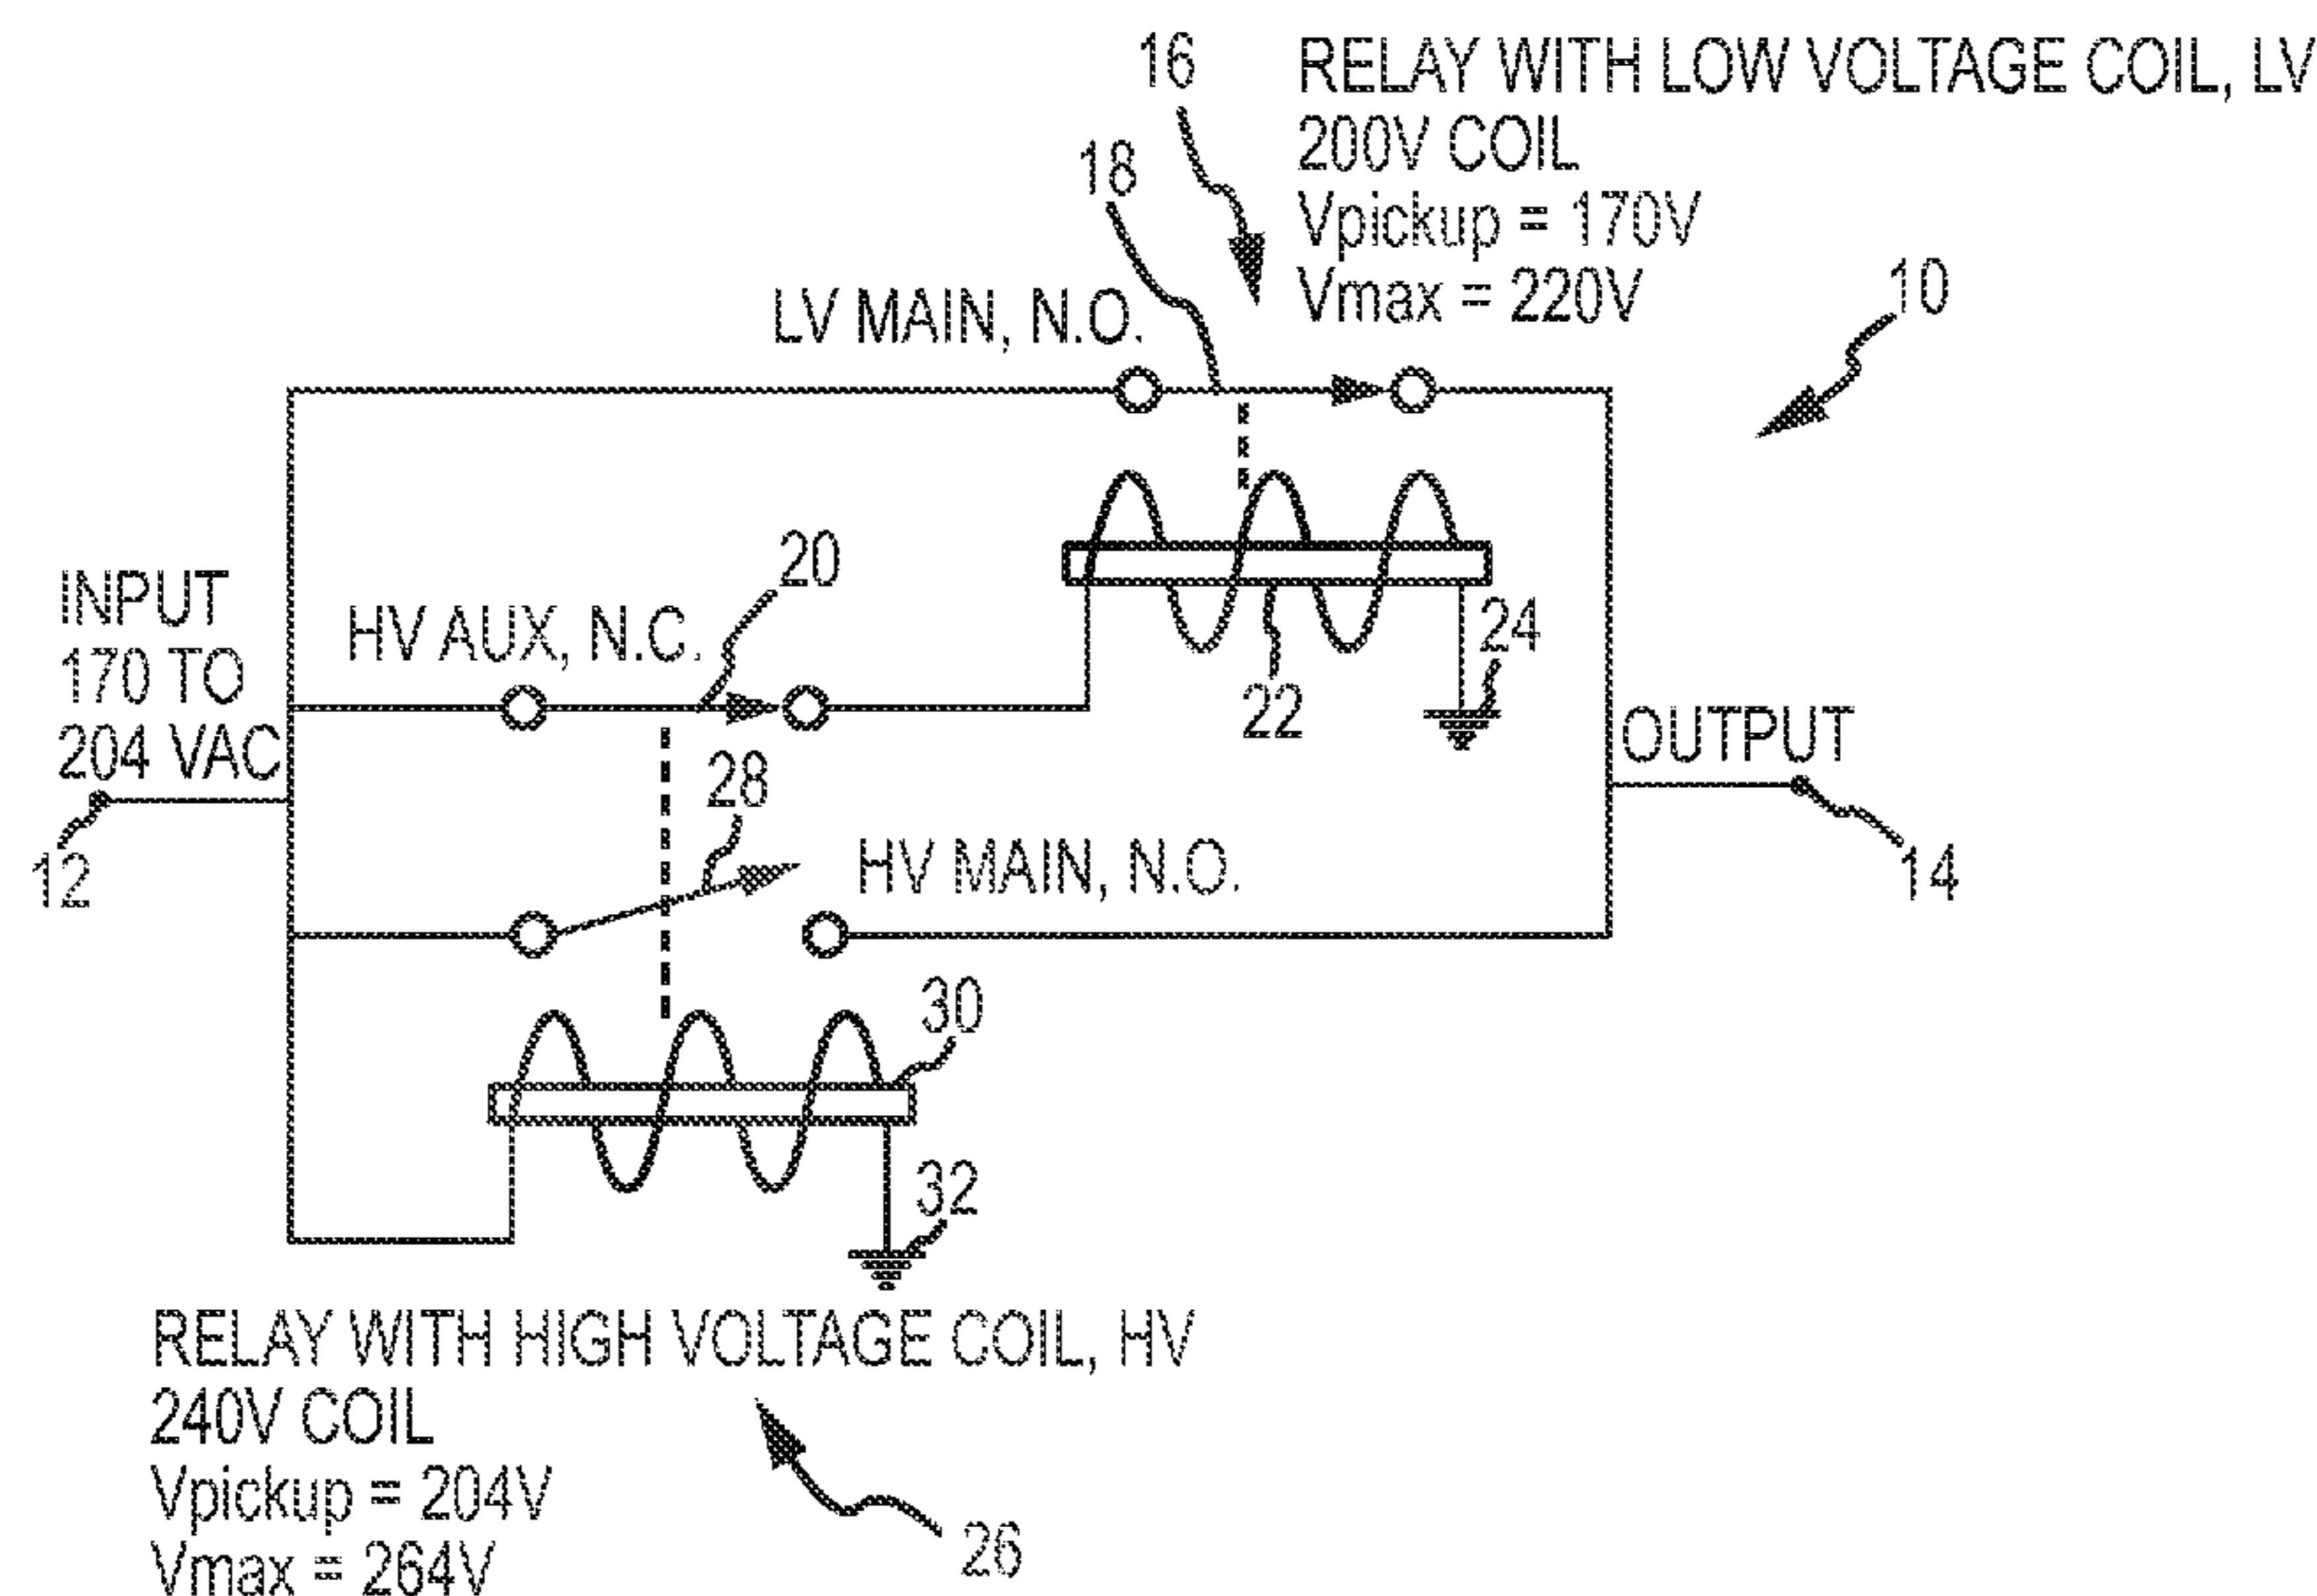 16
RELAY WITH LOW VOLTAGE COIL, LV
200V COIL
Vpickup = 170V
Vmax = 220V
18
10
LV MAIN, N.O.
20
INPUT
170 TO
204 VAC
HV AUX, N.C.
24
22
28
OUTPUT
12
HV MAIN, N.O.
14
30
32
RELAY WITH HIGH VOLTAGE COIL, HV
240V COIL
Vpickup = 204V
Vmax = 264V
26